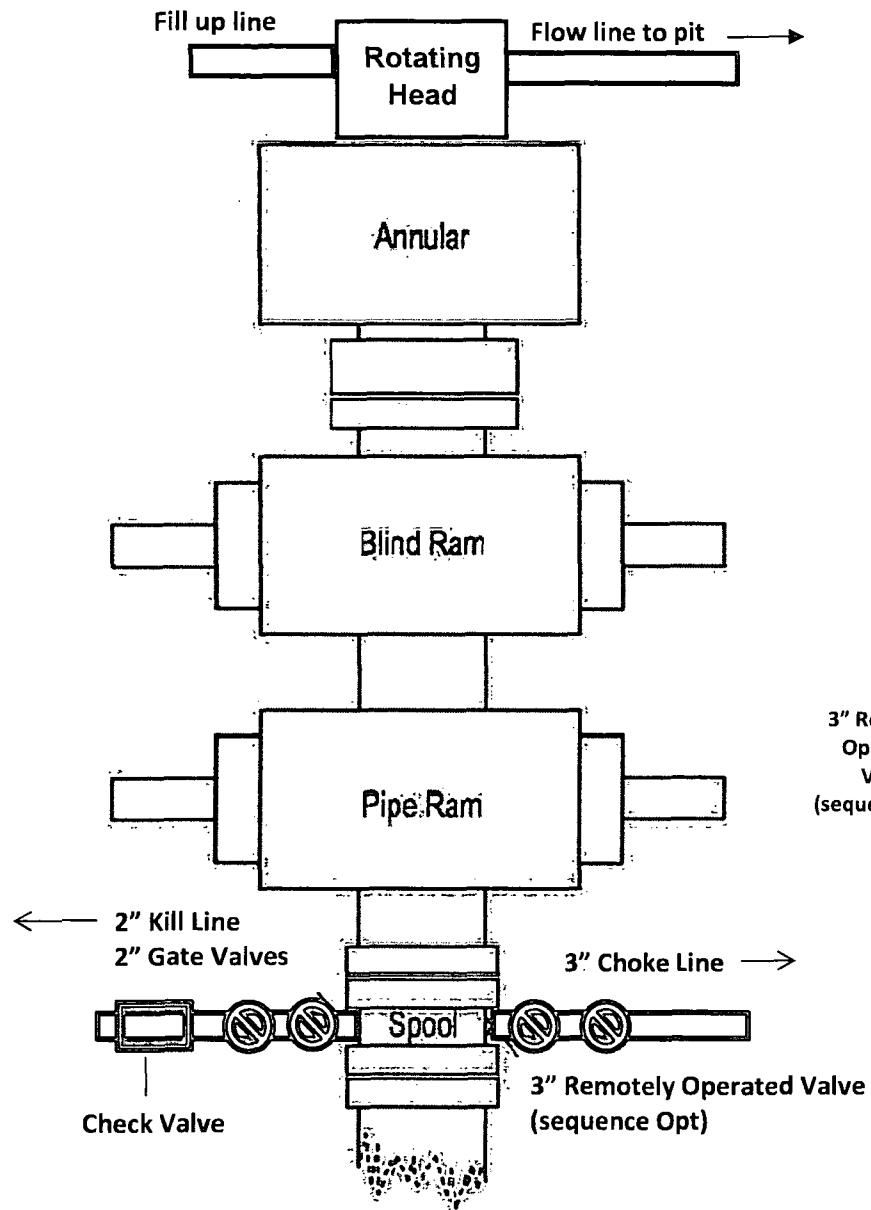 Fill up line
Flow line to pit
Rotating
Head
Annular
Blind Ram
Pipe Ram
2” Kill Line
2” Gate Valves
3” Choke Line
Spool
3” Remotely Operated Valve
(sequence Opt)
Check Valve
3”